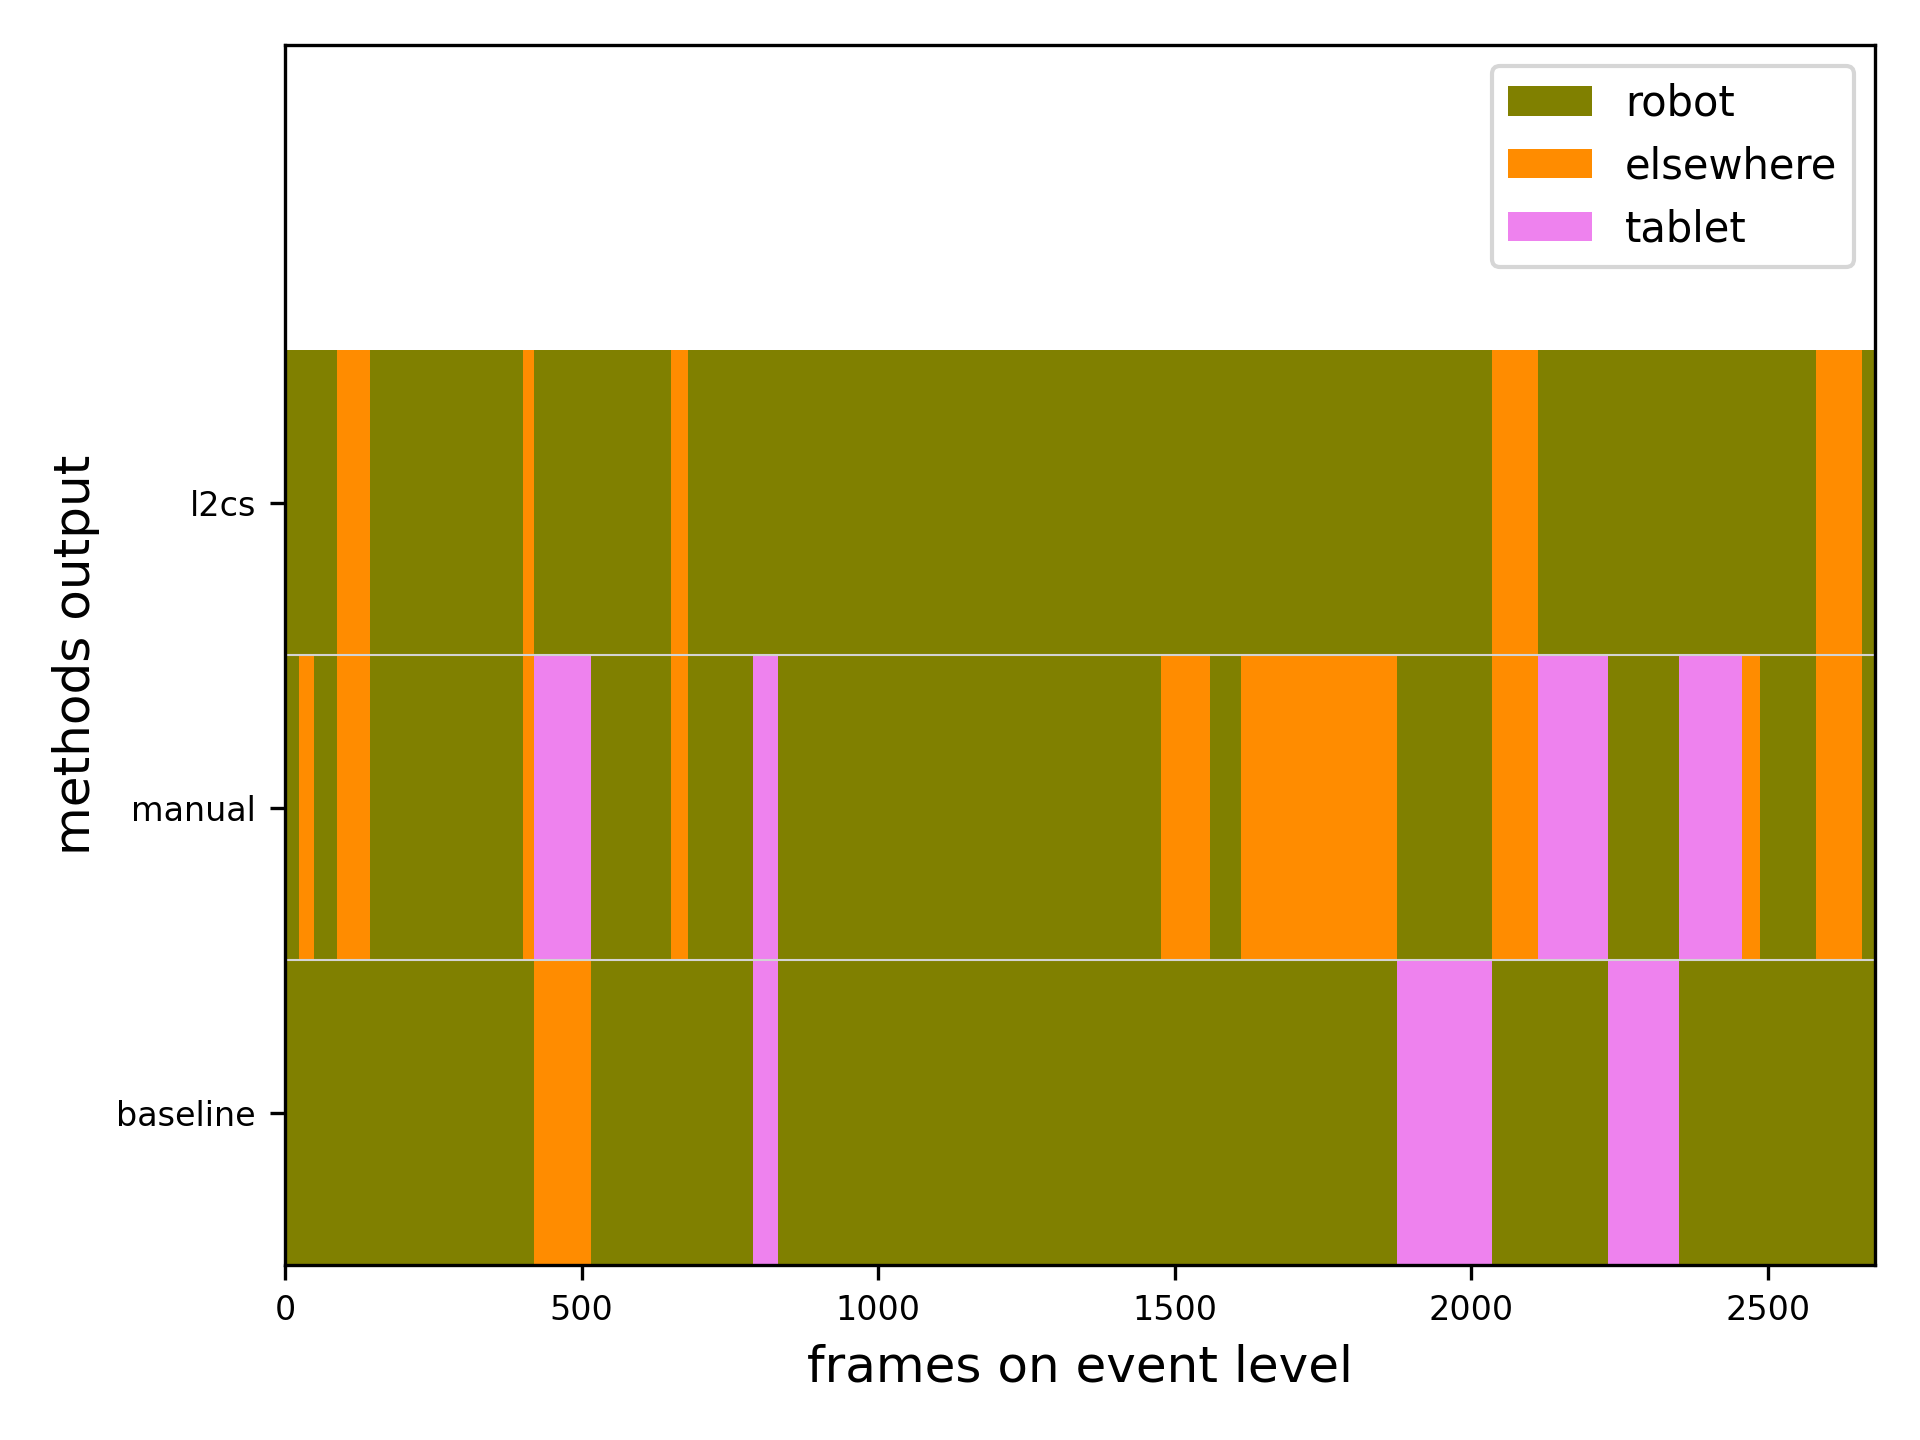 robot
elsewhere
tablet
methods output
l2cs
manual
baseline
0 500 1000 1500 2000 2500
frames on event level